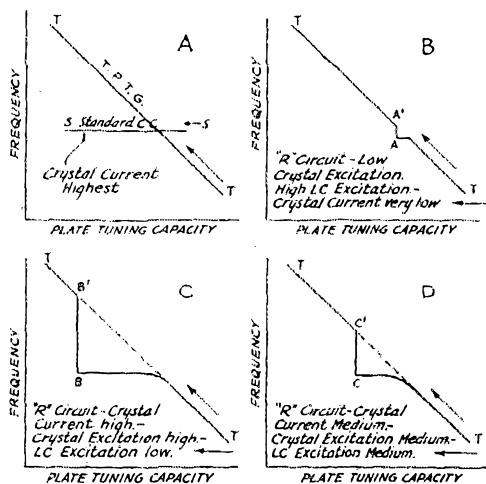 T
A
FREQUENCY
T. P. T. G.
S Standard C C ←S
Crystal Current
Highest
T
PLATE TUNING CAPACITY
T
B
FREQUENCY
A'
A
"R" Circuit - Low
Crystal Excitation.
High LC Excitation.-
Crystal Current very low
T
PLATE TUNING CAPACITY
T
C
B'
FREQUENCY
B
"R" Circuit - Crystal
Current high.-
Crystal Excitation high.-
LC Excitation low.
T
PLATE TUNING CAPACITY
T
D
C'
FREQUENCY
C
"R" Circuit - Crystal
Current Medium.-
Crystal Excitation Medium.-
LC Excitation Medium.
T
PLATE TUNING CAPACITY